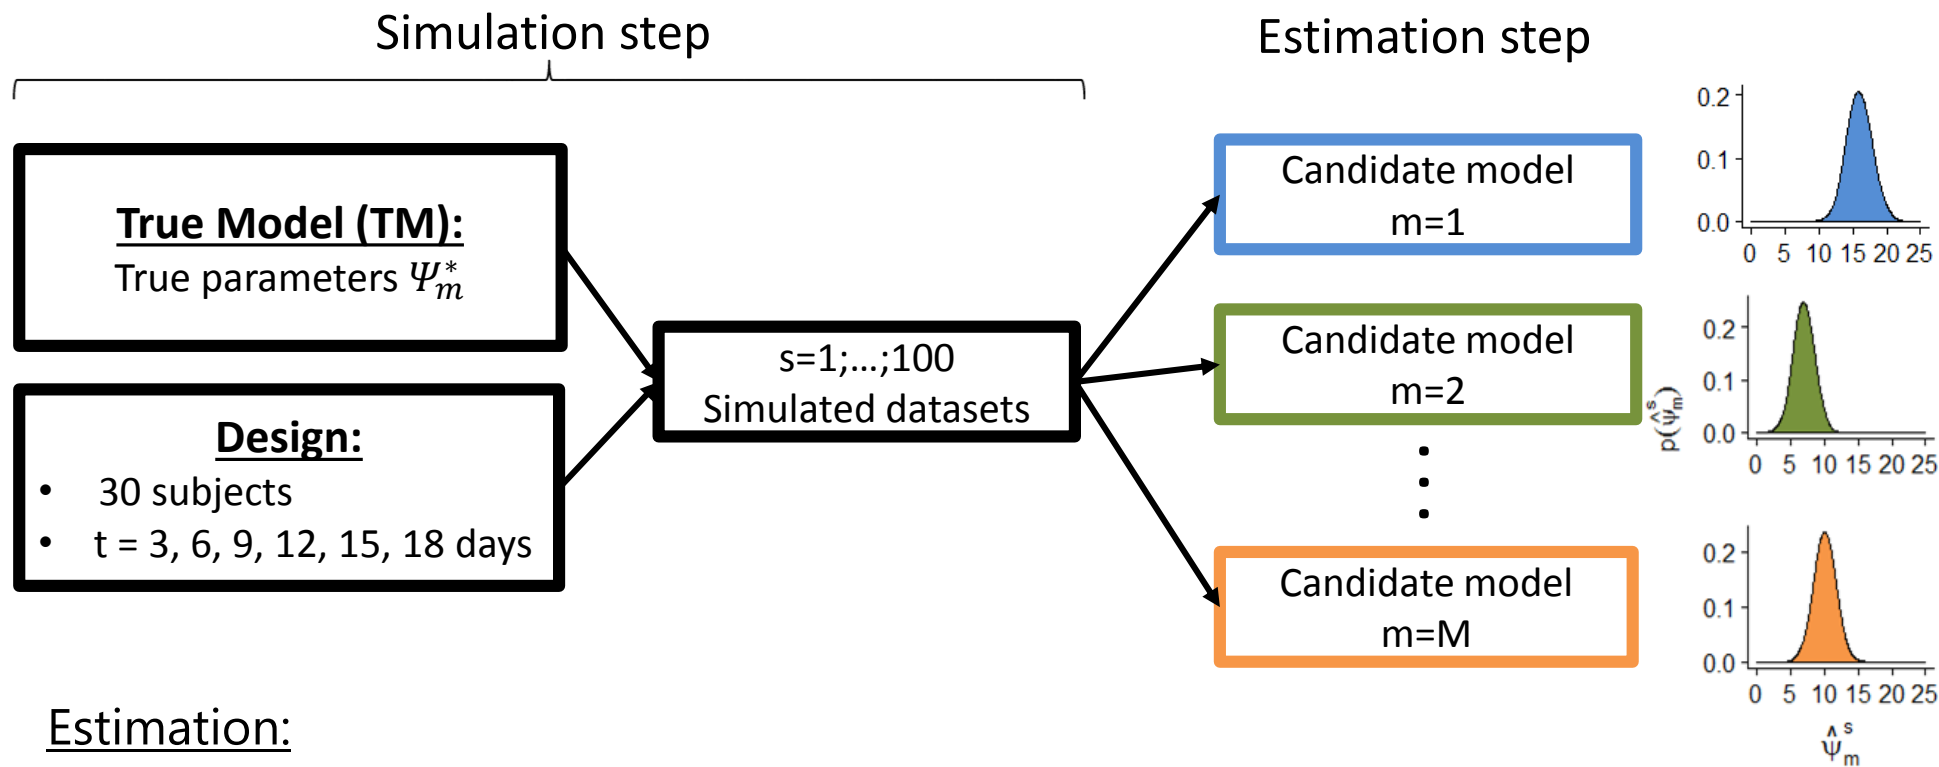 Simulation step
Estimation step
True Model (TM):
True parameters Ψ*m
Design:
• 30 subjects
• t = 3, 6, 9, 12, 15, 18 days
s=1;...;100
Simulated datasets
Candidate model
m=1
Candidate model
m=2
⋮
Candidate model
m=M
0.2
0.1
0.0
0 5 10 15 20 25
p(ψ̂ˢm)
0.2
0.1
0.0
0 5 10 15 20 25
0.2
0.1
0.0
0 5 10 15 20 25
ψ̂ˢm
Estimation: